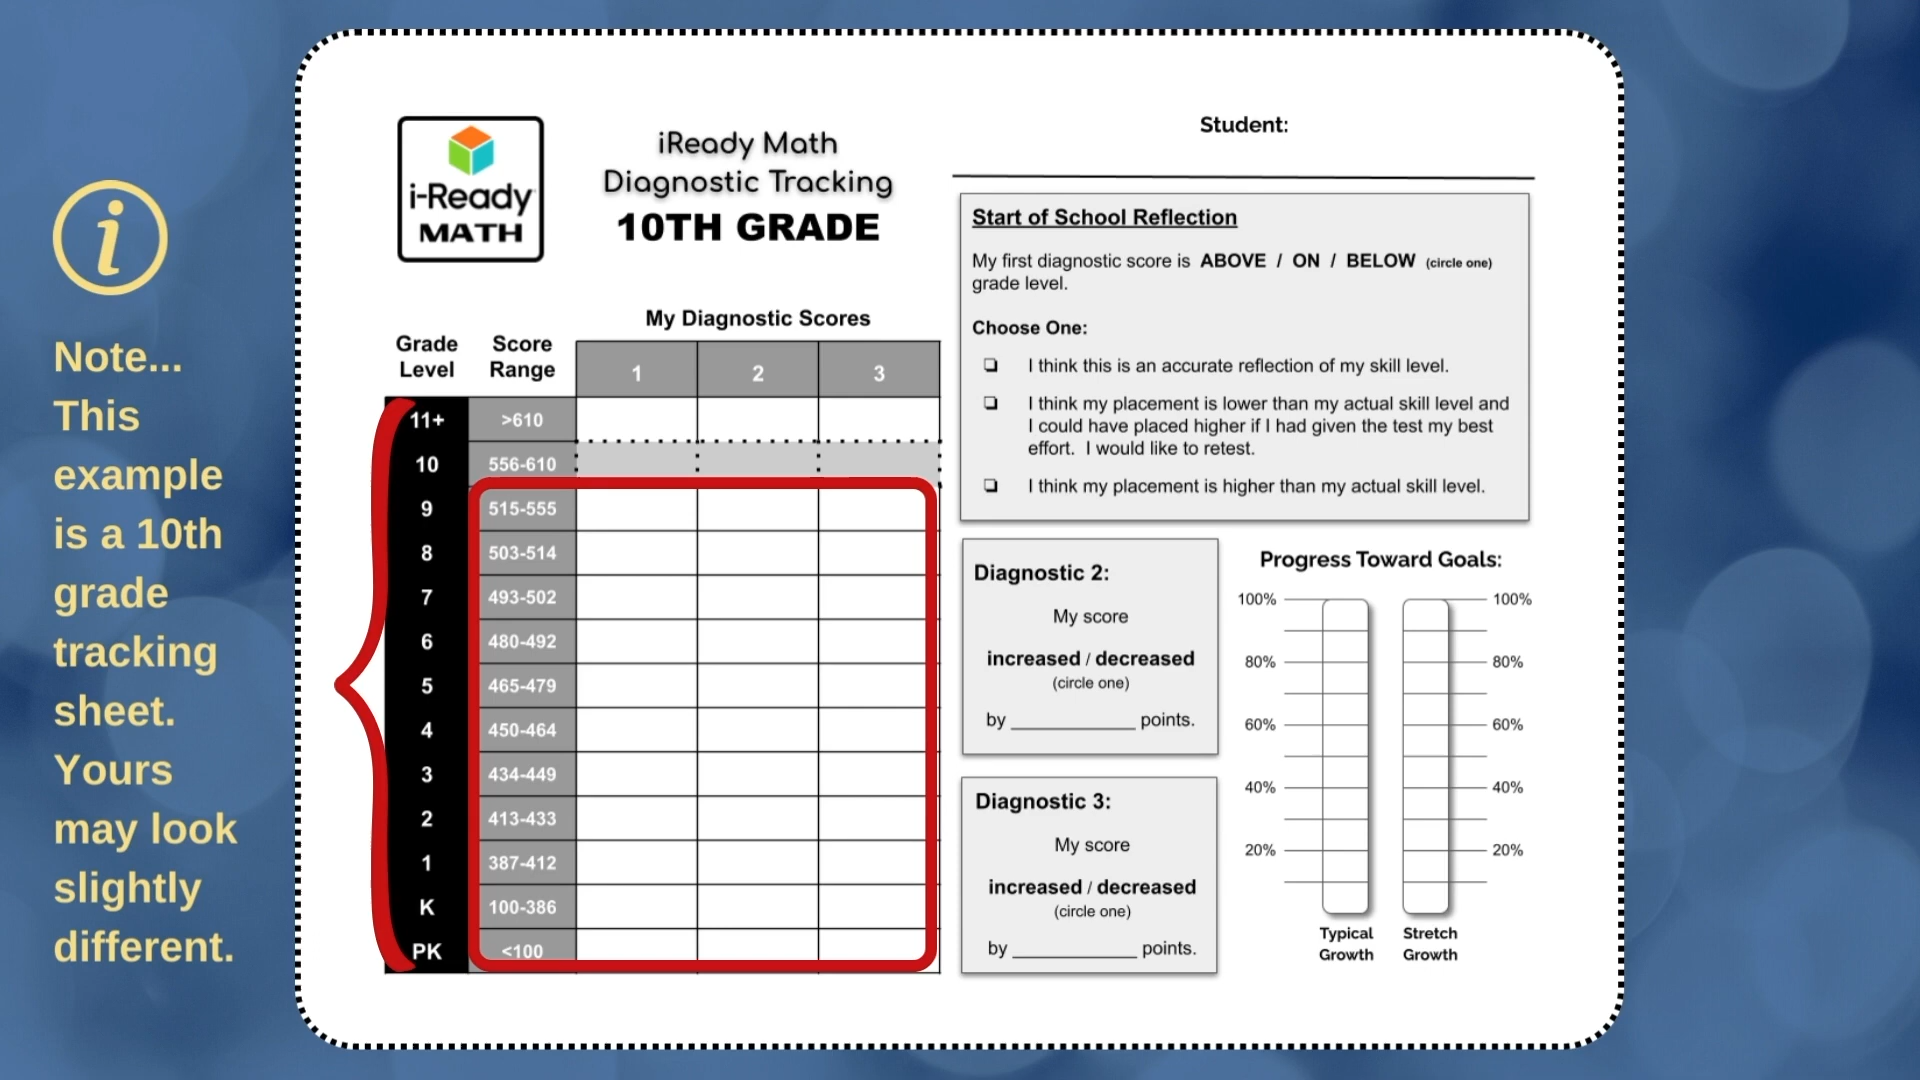 i
Note...
This
example
is a 10th
grade
tracking
sheet.
Yours
may look
slightly
different.
i-Ready
MATH
iReady Math
Diagnostic Tracking
10TH GRADE
Student:
Start of School Reflection
My first diagnostic score is ABOVE / ON / BELOW (circle one)
grade level.
Choose One:
❏ I think this is an accurate reflection of my skill level.
❏ I think my placement is lower than my actual skill level and
I could have placed higher if I had given the test my best
effort. I would like to retest.
❏ I think my placement is higher than my actual skill level.
My Diagnostic Scores
Grade Level Score Range 1 2 3
11+ >610
10 556-610
9 515-555
8 503-514
7 493-502
6 480-492
5 465-479
4 450-464
3 434-449
2 413-433
1 387-412
K 100-386
PK <100
Diagnostic 2:
My score
increased / decreased
(circle one)
by ____________ points.
Diagnostic 3:
My score
increased / decreased
(circle one)
by ____________ points.
Progress Toward Goals:
100% 100%
80% 80%
60% 60%
40% 40%
20% 20%
Typical Growth
Stretch Growth